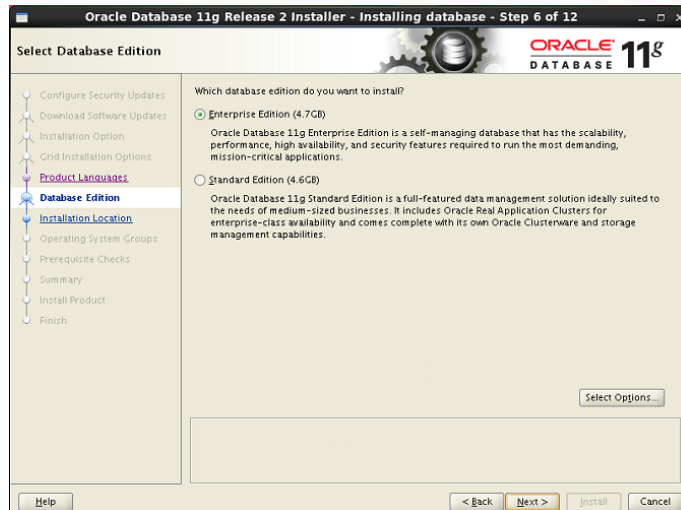 Oracle Database 11g Release 2 Installer - Installing database - Step 6 of 12
Select Database Edition
ORACLE
DATABASE
11g
Configure Security Updates
Download Software Updates
Installation Option
Grid Installation Options
Product Languages
Database Edition
Installation Location
Operating System Groups
Prerequisite Checks
Summary
Install Product
Finish
Which database edition do you want to install?
Enterprise Edition (4.7GB)
Oracle Database 11g Enterprise Edition is a self-managing database that has the scalability,
performance, high availability, and security features required to run the most demanding,
mission-critical applications.
Standard Edition (4.6GB)
Oracle Database 11g Standard Edition is a full-featured data management solution ideally suited to
the needs of medium-sized businesses. It includes Oracle Real Application Clusters for
enterprise-class availability and comes complete with its own Oracle Clusterware and storage
management capabilities.
Select Options...
Help
< Back
Next >
Install
Cancel